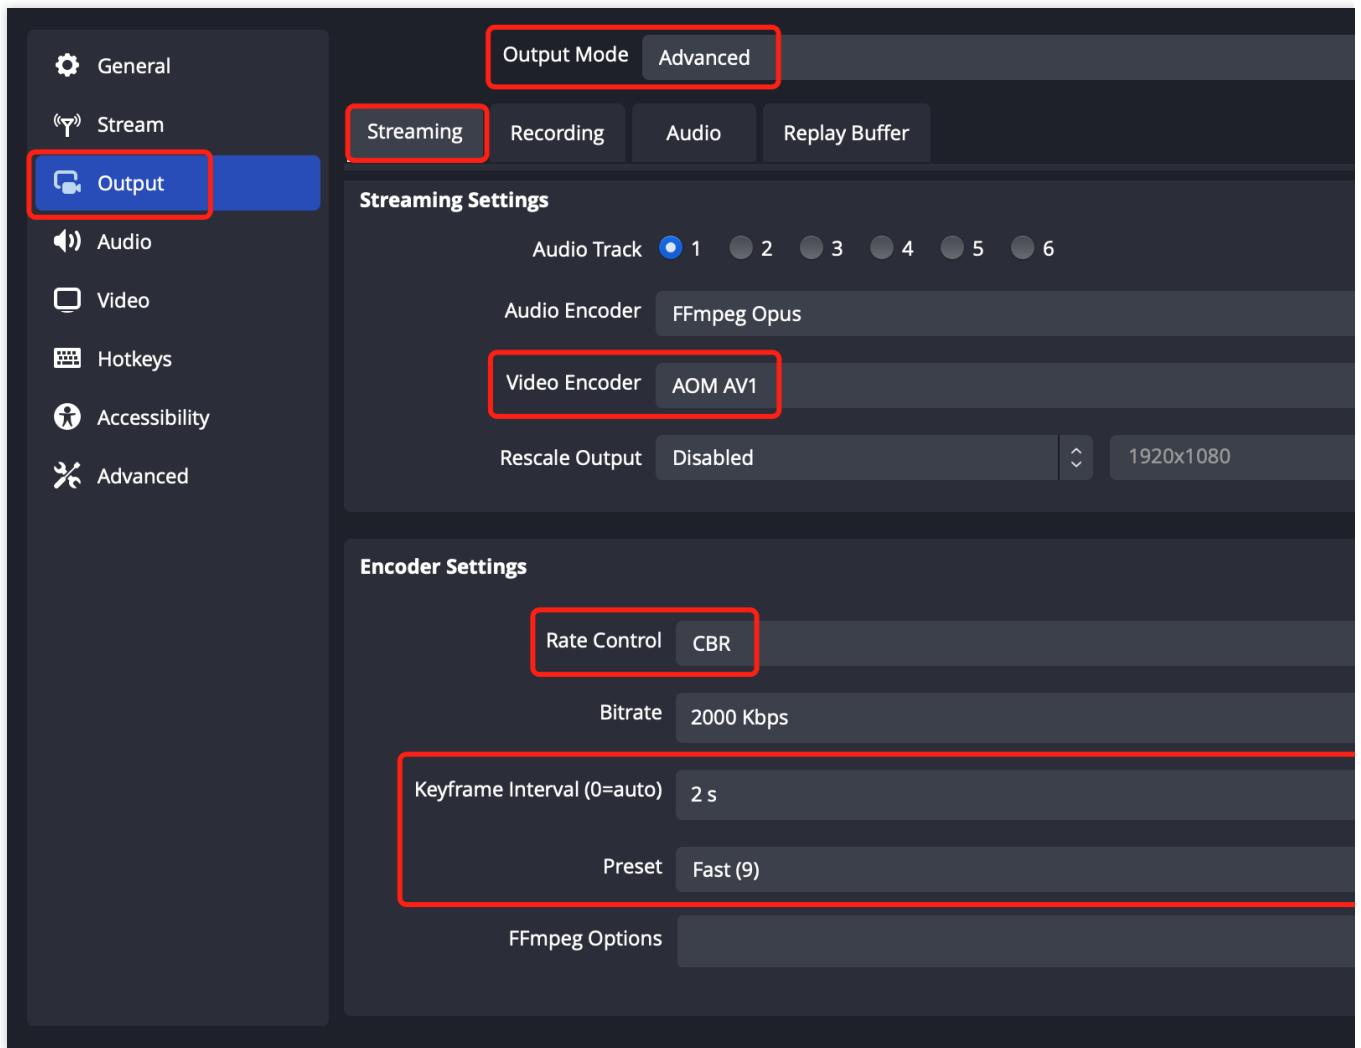 General
Stream
Output
Audio
Video
Hotkeys
Accessibility
Advanced
Output Mode Advanced
Streaming Recording Audio Replay Buffer
Streaming Settings
Audio Track 1 2 3 4 5 6
Audio Encoder FFmpeg Opus
Video Encoder AOM AV1
Rescale Output Disabled 1920x1080
Encoder Settings
Rate Control CBR
Bitrate 2000 Kbps
Keyframe Interval (0=auto) 2 s
Preset Fast (9)
FFmpeg Options